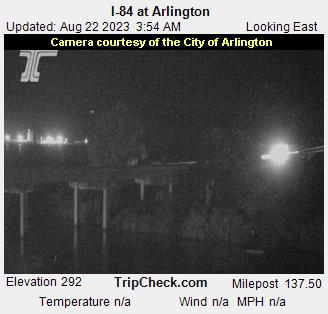 I-84 at Arlington
Updated: Aug 22 2023 3:54 AM Looking East
Camera courtesy of the City of Arlington
Elevation 292 TripCheck.com Milepost 137.50
Temperature n/a Wind n/a MPH n/a